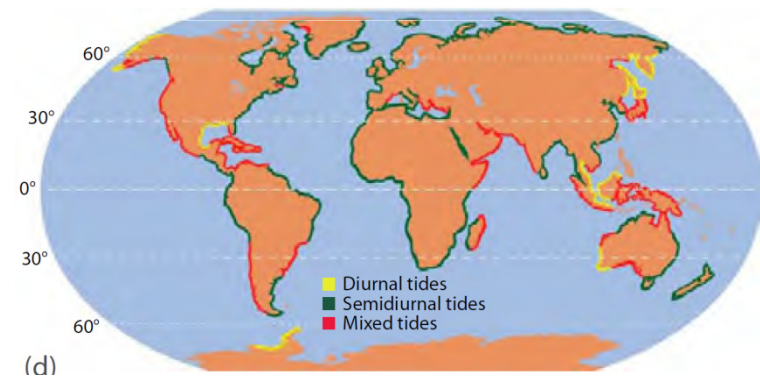 60°
30°
0°
30°
60°
Diurnal tides
Semidiurnal tides
Mixed tides
(d)